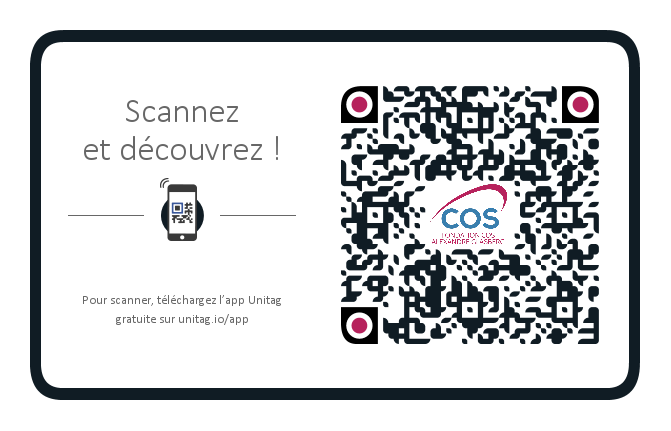 Scannez
et découvrez !
Pour scanner, téléchargez l'app Unitag
gratuite sur unitag.io/app
COS
FONDATION COS
ALEXANDRE GLASBERG